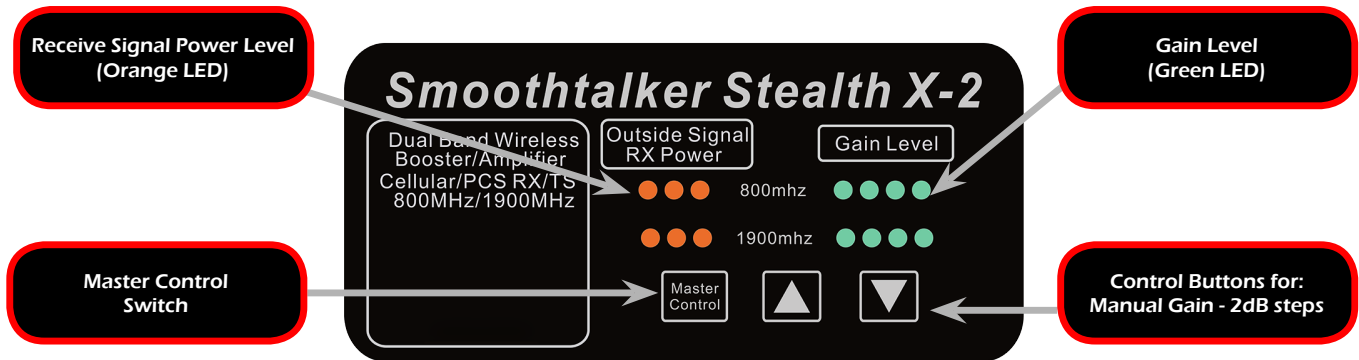 Receive Signal Power Level
(Orange LED)
Gain Level
(Green LED)
Smoothtalker Stealth X-2
Dual Band Wireless
Booster/Amplifier
Cellular/PCS RX/TS
800MHz/1900MHz
Outside Signal
RX Power
Gain Level
800mhz
1900mhz
Master Control
Switch
Master
Control
Control Buttons for:
Manual Gain - 2dB steps